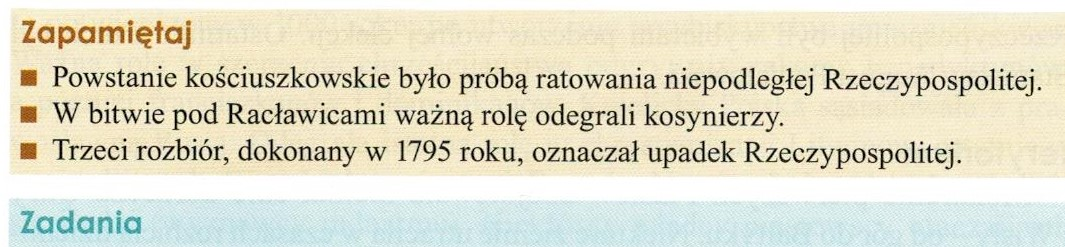 Zapamiętaj
■ Powstanie kościuszkowskie było próbą ratowania niepodległej Rzeczypospolitej.
■ W bitwie pod Racławicami ważną rolę odegrali kosynierzy.
■ Trzeci rozbiór, dokonany w 1795 roku, oznaczał upadek Rzeczypospolitej.
Zadania